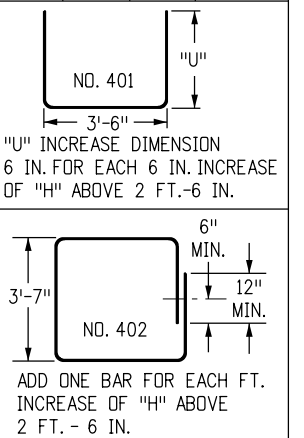 "U"
NO. 401
3'-6"
"U" INCREASE DIMENSION
6 IN. FOR EACH 6 IN. INCREASE
OF "H" ABOVE 2 FT.-6 IN.
6"
MIN.
3'-7"
12"
MIN.
NO. 402
ADD ONE BAR FOR EACH FT.
INCREASE OF "H" ABOVE
2 FT. - 6 IN.